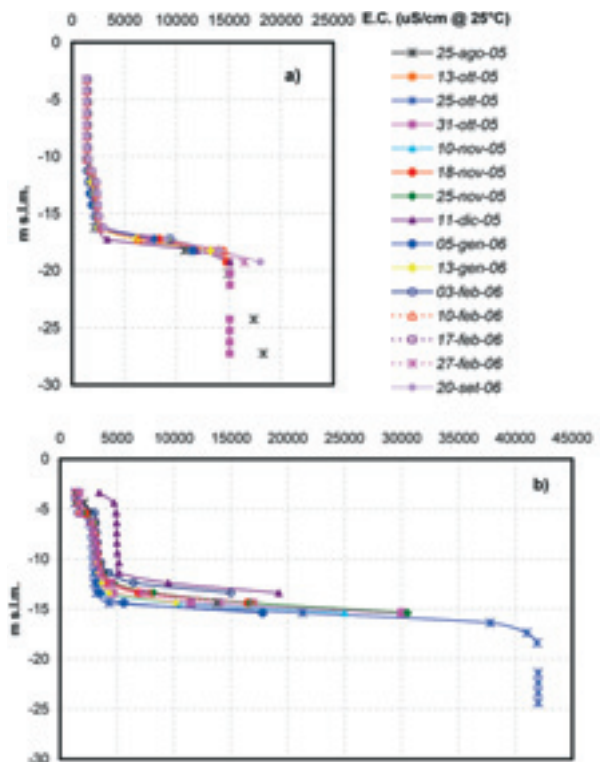 0 5000 10000 15000 20000 25000 E.C. (uS/cm @ 25°C)
0
-5
-10
-15
-20
-25
-30
m s.l.m.
a)
25-ago-05
13-ott-05
25-ott-05
31-ott-05
10-nov-05
18-nov-05
25-nov-05
11-dic-05
05-gen-06
13-gen-06
03-feb-06
10-feb-06
17-feb-06
27-feb-06
20-set-06
0 5000 10000 15000 20000 25000 30000 35000 40000 45000
0
-5
-10
-15
-20
-25
-30
m s.l.m.
b)